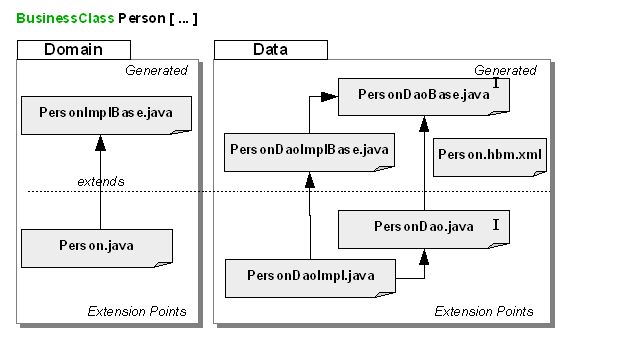 BusinessClass Person [ ... ]
Domain
Data
Generated
Generated
PersonImplBase.java
PersonDaoBase.java
I
PersonDaoImplBase.java
Person.hbm.xml
extends
Person.java
PersonDao.java
I
PersonDaoImpl.java
Extension Points
Extension Points